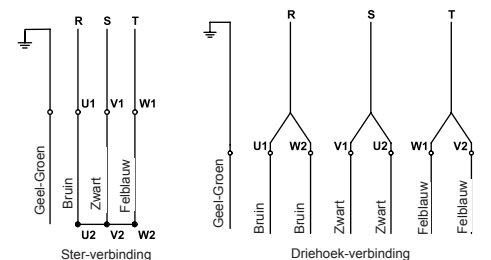 R S T
U1 V1 W1
Geel-Groen
Bruin
Zwart
Felblauw
U2 V2 W2
Ster-verbinding
R S T
U1 W2 V1 U2 W1 V2
Geel-Groen
Bruin
Bruin
Zwart
Zwart
Felblauw
Felblauw
Driehoek-verbinding